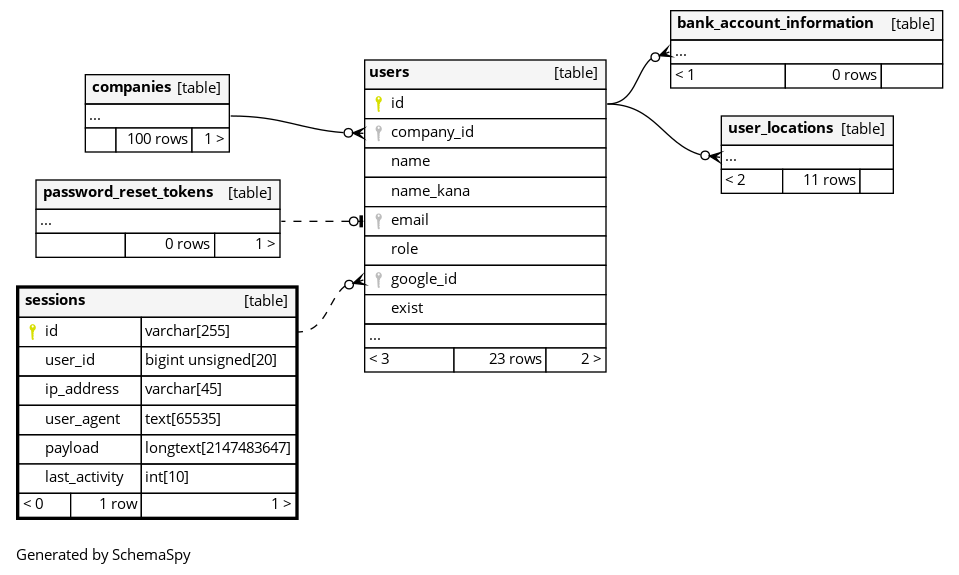 companies [table]
...
100 rows 1 >
password_reset_tokens [table]
...
0 rows 1 >
sessions [table]
id varchar[255]
user_id bigint unsigned[20]
ip_address varchar[45]
user_agent text[65535]
payload longtext[2147483647]
last_activity int[10]
< 0 1 row 1 >
users [table]
id
company_id
name
name_kana
email
role
google_id
exist
...
< 3 23 rows 2 >
bank_account_information [table]
...
< 1 0 rows
user_locations [table]
...
< 2 11 rows
Generated by SchemaSpy